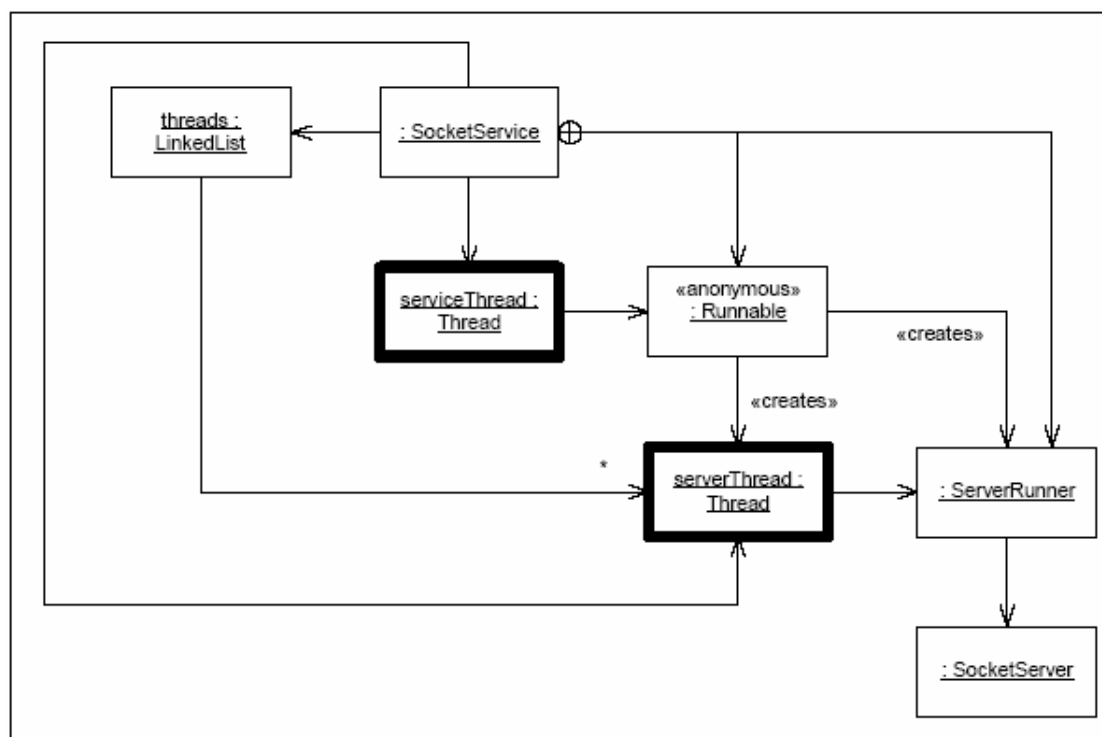 threads :
LinkedList
: SocketService
serviceThread :
Thread
«anonymous»
: Runnable
«creates»
«creates»
*
serverThread :
Thread
: ServerRunner
: SocketServer